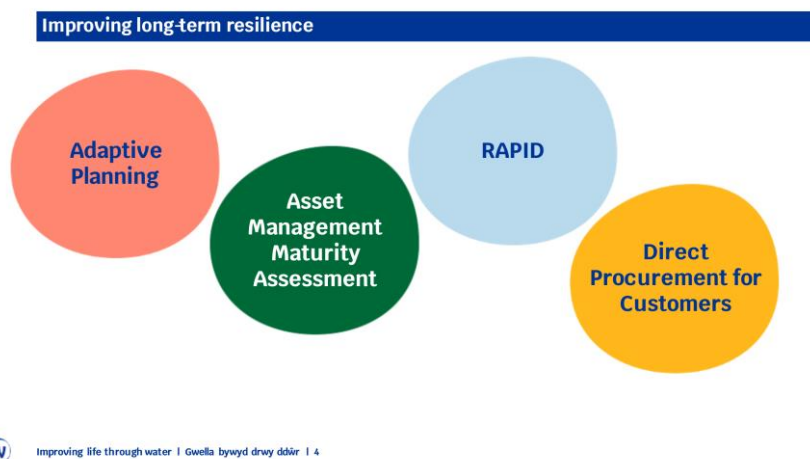 Improving long-term resilience
Adaptive
Planning
Asset
Management
Maturity
Assessment
RAPID
Direct
Procurement for
Customers
Improving life through water l Gwella bywyd drwy ddŵr l 4